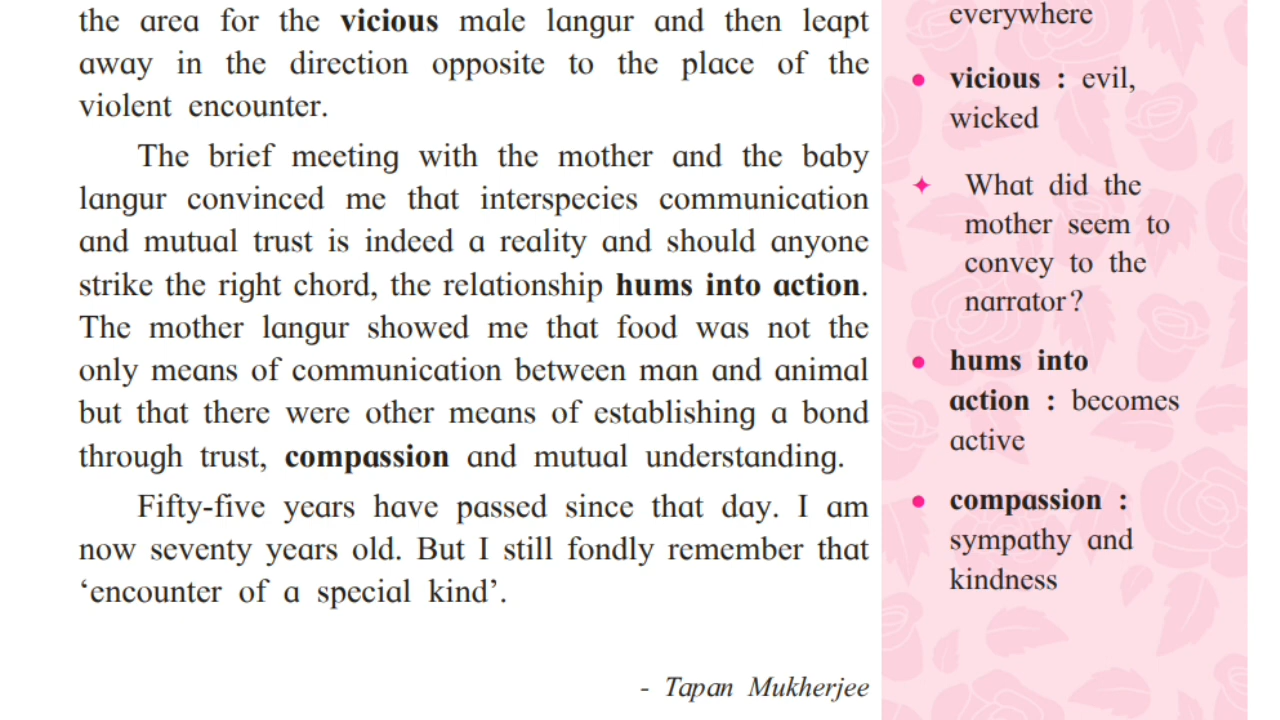 the area for the vicious male langur and then leapt
away in the direction opposite to the place of the
violent encounter.
The brief meeting with the mother and the baby
langur convinced me that interspecies communication
and mutual trust is indeed a reality and should anyone
strike the right chord, the relationship hums into action.
The mother langur showed me that food was not the
only means of communication between man and animal
but that there were other means of establishing a bond
through trust, compassion and mutual understanding.
Fifty-five years have passed since that day. I am
now seventy years old. But I still fondly remember that
‘encounter of a special kind’.
- Tapan Mukherjee
everywhere
• vicious : evil,
wicked
✦ What did the
mother seem to
convey to the
narrator?
• hums into
action : becomes
active
• compassion :
sympathy and
kindness